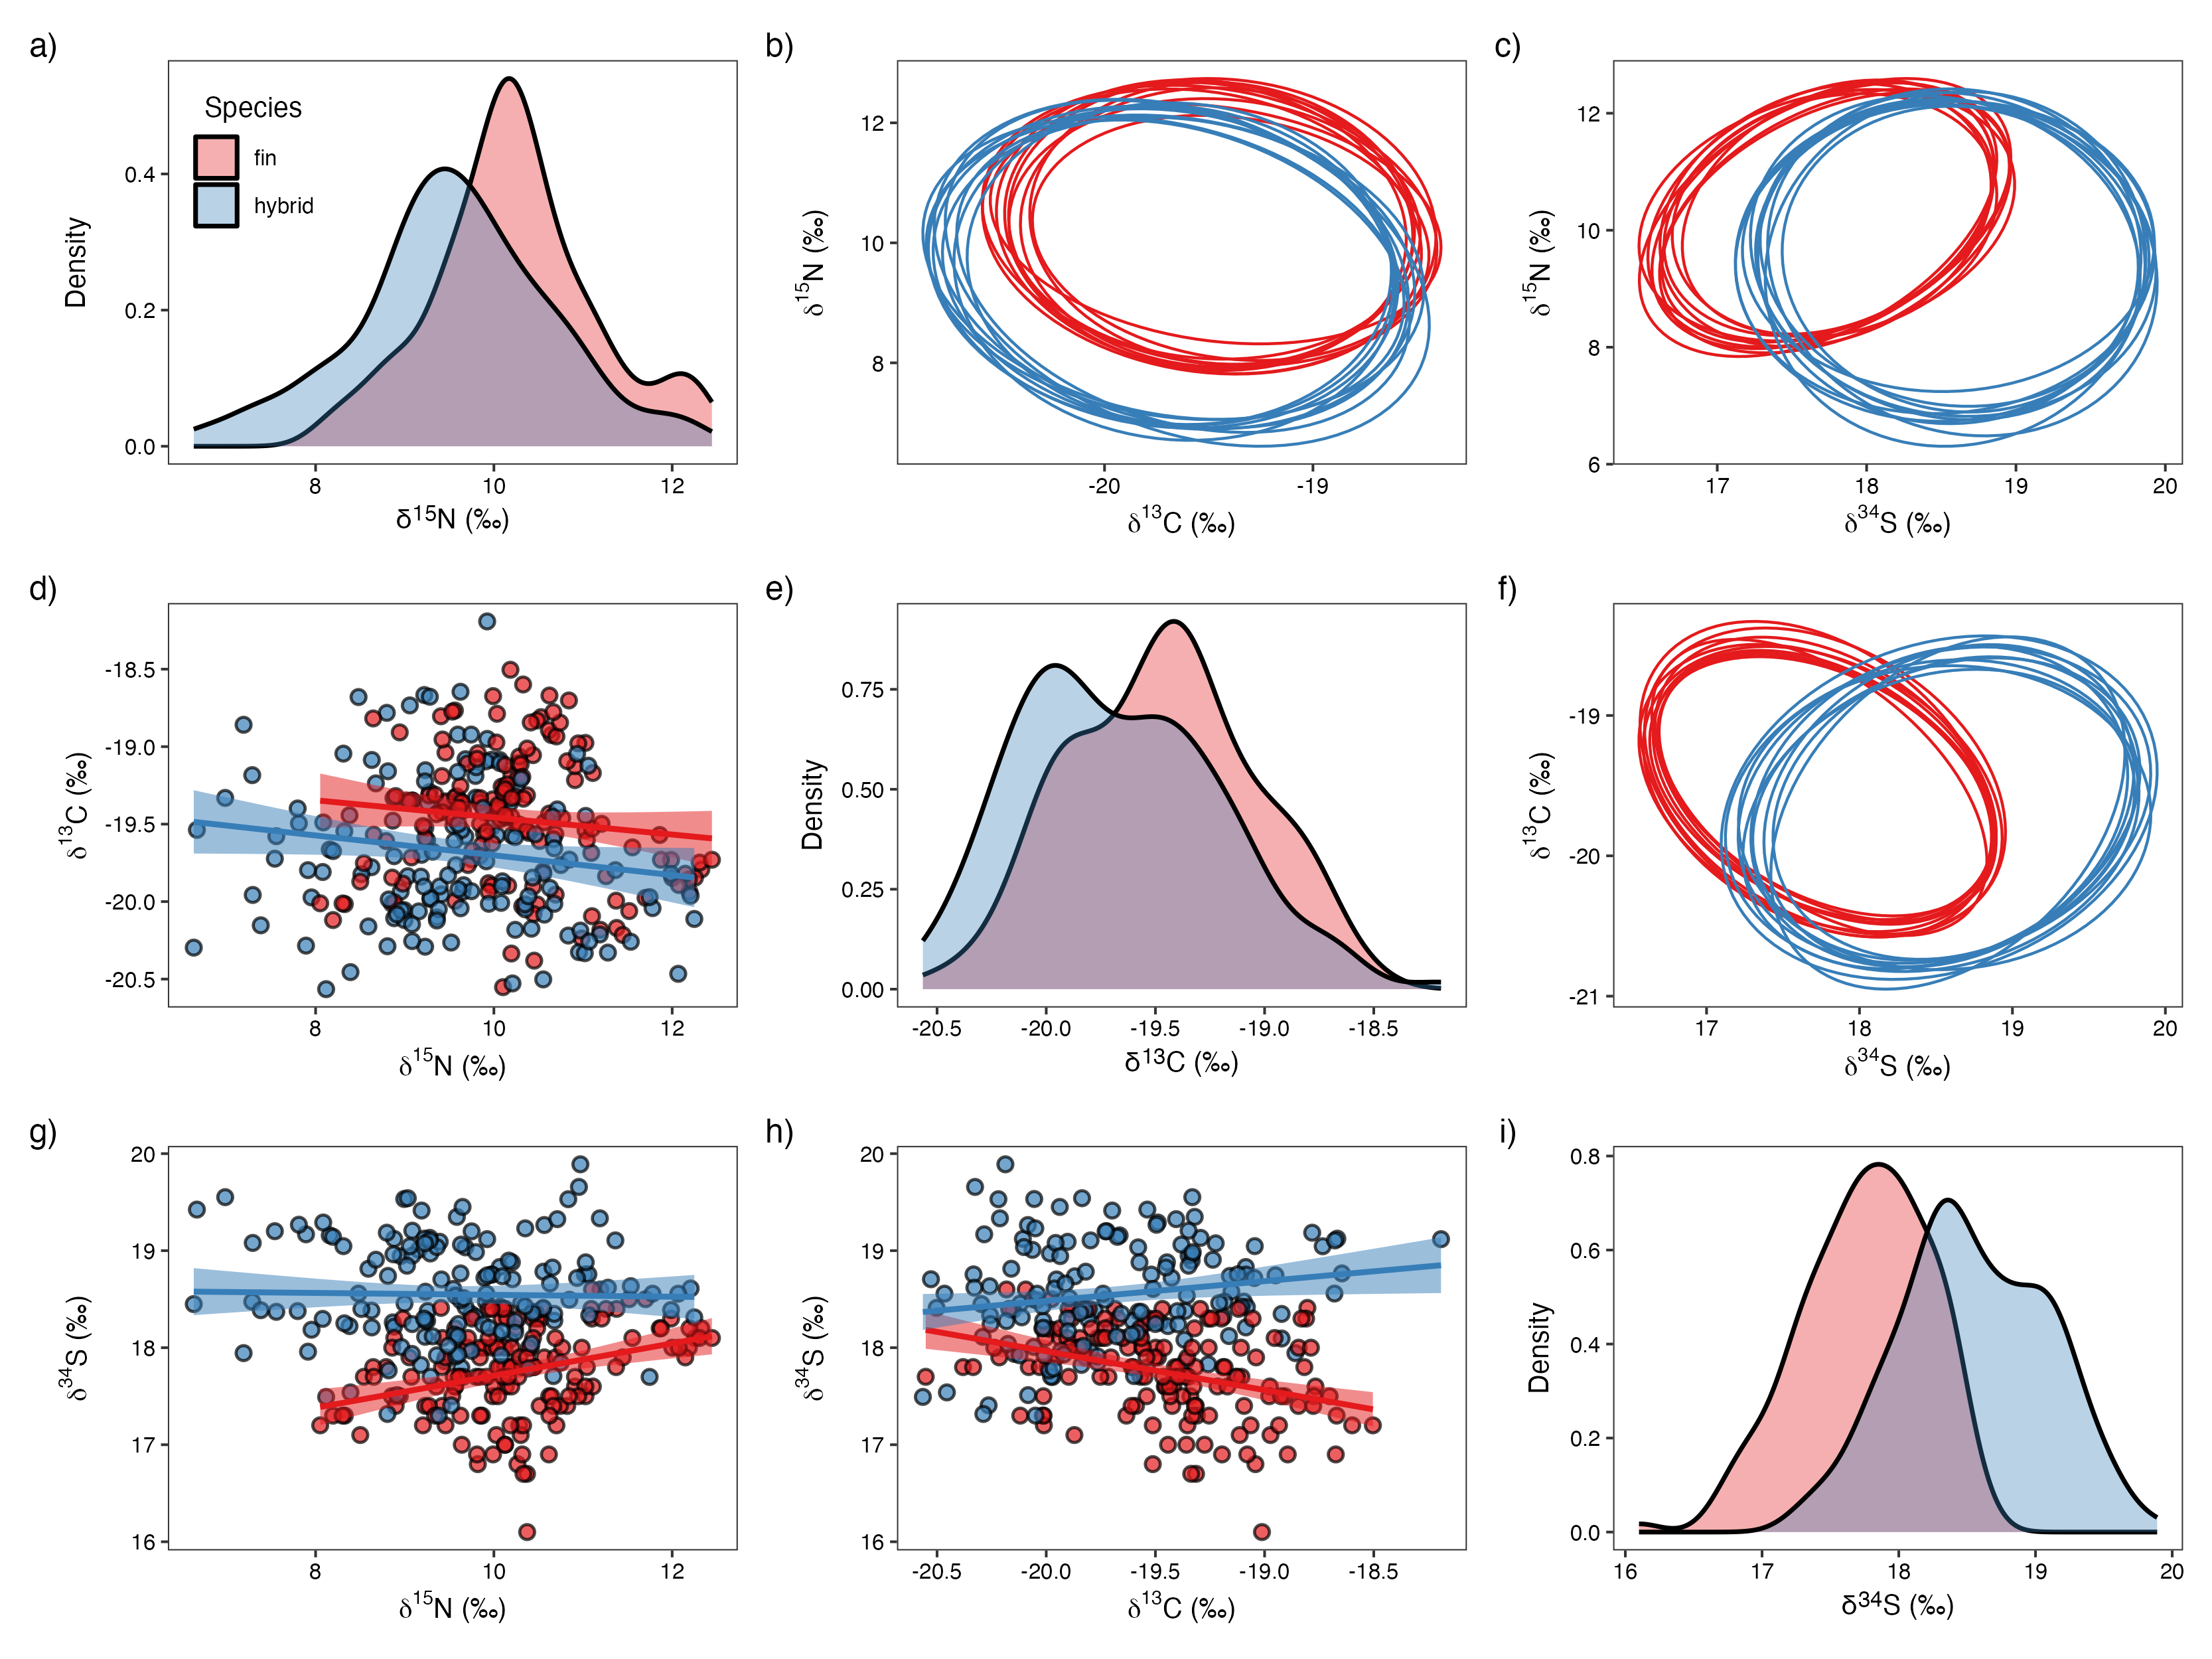 a)
Species
fin
hybrid
Density
0.4
0.2
0.0
8
10
12
δ¹⁵N (‰)
b)
δ¹⁵N (‰)
12
10
8
-20
-19
δ¹³C (‰)
c)
δ¹⁵N (‰)
12
10
8
6
17
18
19
20
δ³⁴S (‰)
d)
δ¹³C (‰)
-18.5
-19.0
-19.5
-20.0
-20.5
8
10
12
δ¹⁵N (‰)
e)
Density
0.75
0.50
0.25
0.00
-20.5
-20.0
-19.5
-19.0
-18.5
δ¹³C (‰)
f)
δ¹³C (‰)
-19
-20
-21
17
18
19
20
δ³⁴S (‰)
g)
δ³⁴S (‰)
20
19
18
17
16
8
10
12
δ¹⁵N (‰)
h)
δ³⁴S (‰)
20
19
18
17
16
-20.5
-20.0
-19.5
-19.0
-18.5
δ¹³C (‰)
i)
Density
0.8
0.6
0.4
0.2
0.0
16
17
18
19
20
δ³⁴S (‰)